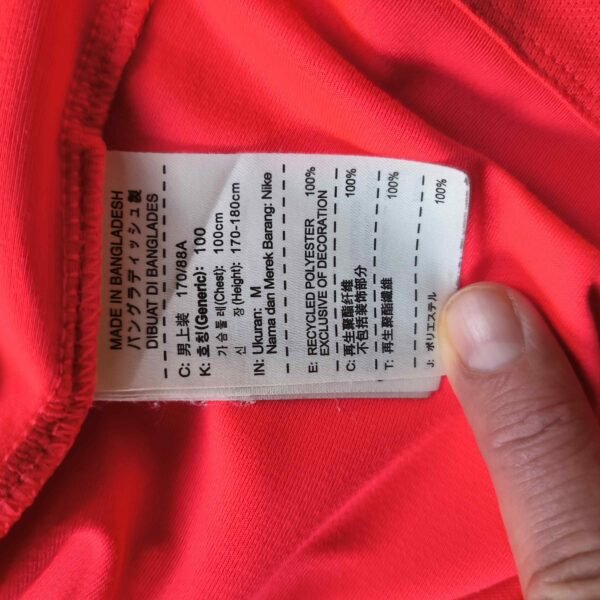 MADE IN BANGLADESH
バングラディッシュ製
DIBUAT DI BANGLADES
C: 男上装 170/88A
K: 호칭(Generic): 100
가슴둘레(Chest): 100cm
신 장(Height): 170-180cm
IN: Ukuran: M
Nama dan Merek Barang: Nike
E: RECYCLED POLYESTER 100%
EXCLUSIVE OF DECORATION
C: 再生聚酯纤维 100%
不包括装饰部分
T: 再生聚酯纖維 100%
J: ポリエステル 100%